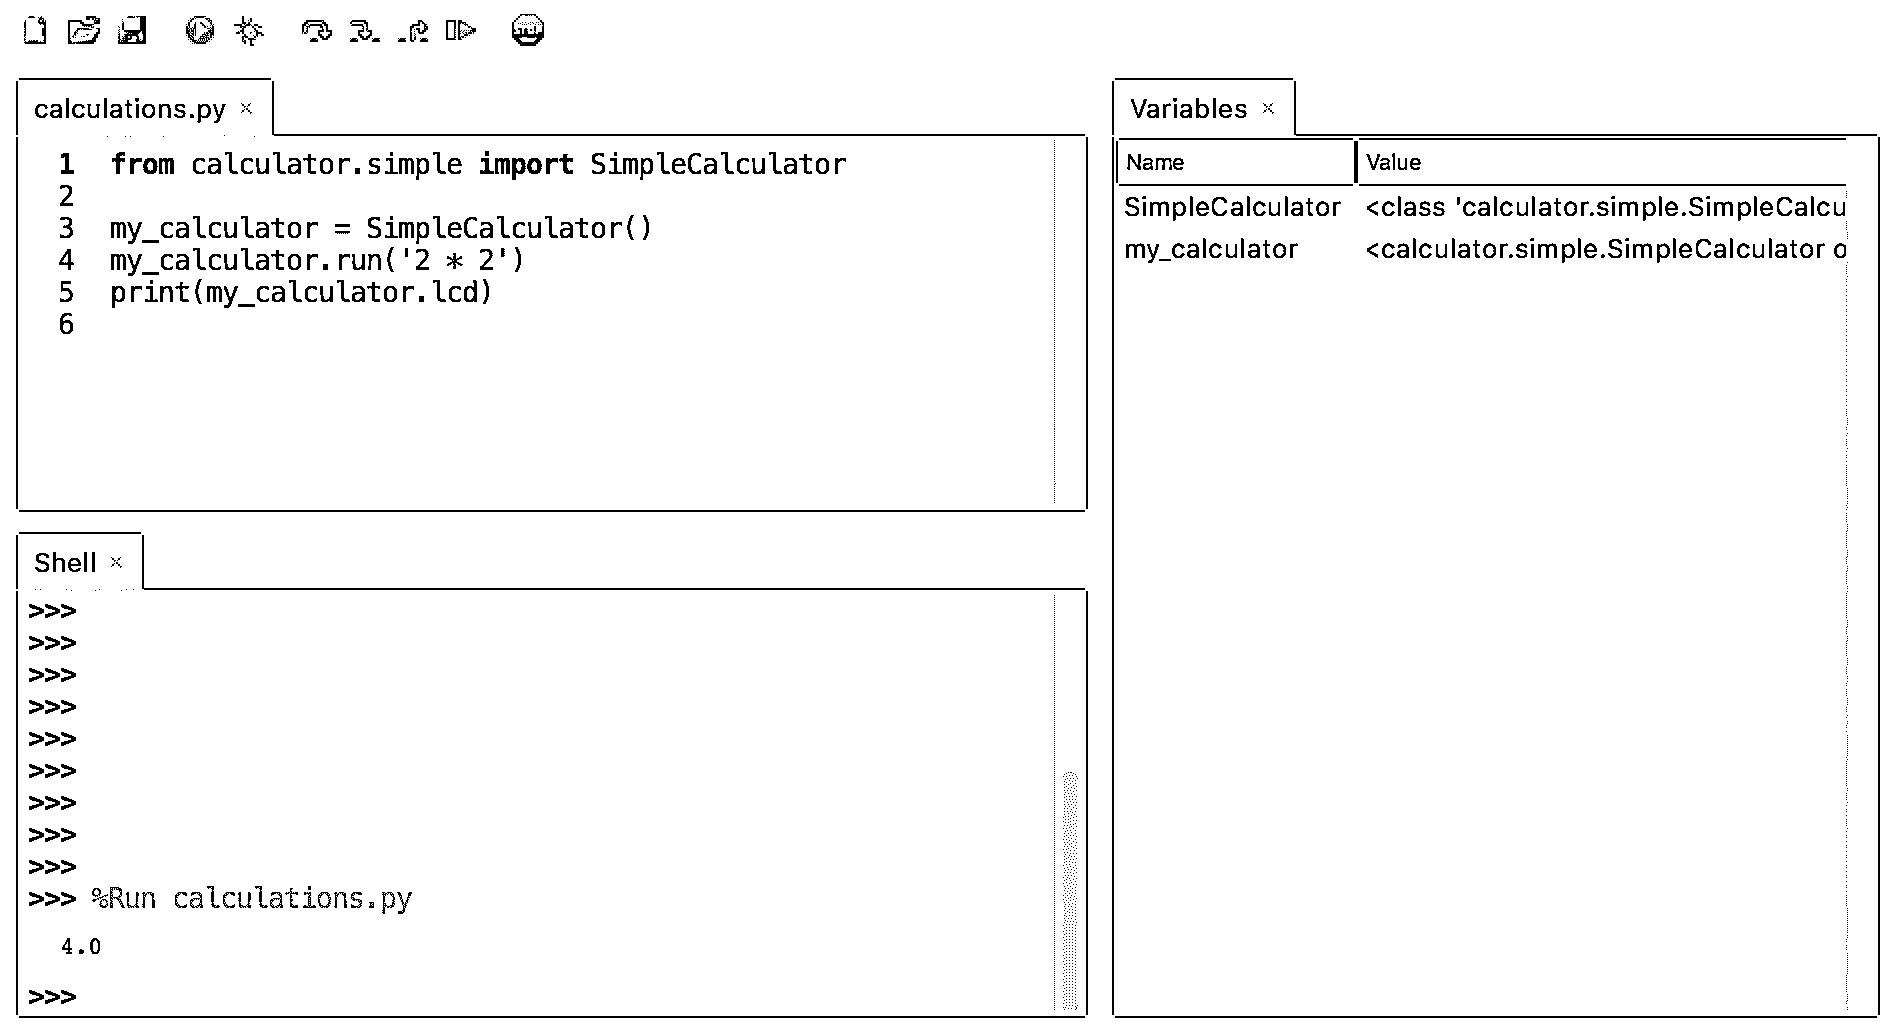 STOP
calculations.py ×
1 from calculator.simple import SimpleCalculator
2
3 my_calculator = SimpleCalculator()
4 my_calculator.run('2 * 2')
5 print(my_calculator.lcd)
6
Shell ×
>>>
>>>
>>>
>>>
>>>
>>>
>>>
>>>
>>>
>>> %Run calculations.py
4.0
>>>
Variables ×
Name Value
SimpleCalculator <class 'calculator.simple.SimpleCalcu
my_calculator <calculator.simple.SimpleCalculator o